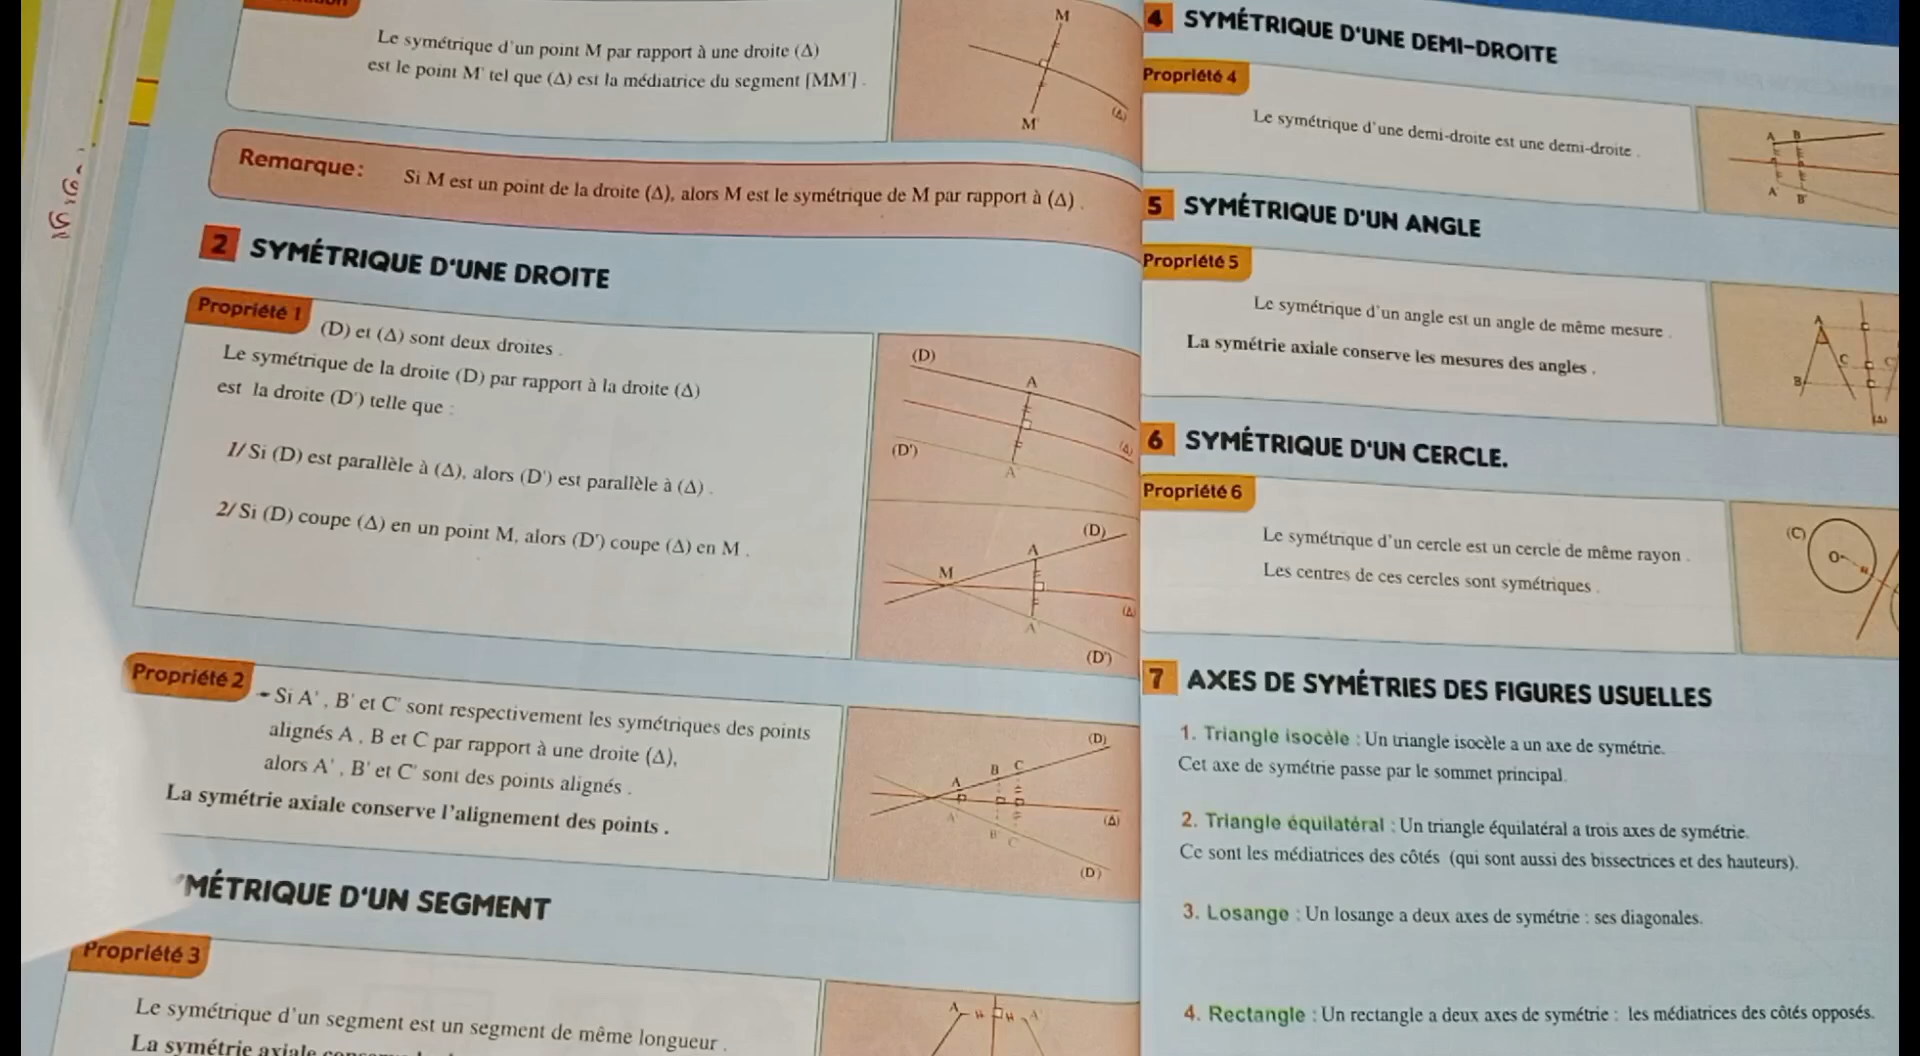 Le symétrique d'un point M par rapport à une droite (Δ)
est le point M' tel que (Δ) est la médiatrice du segment [MM'] .
M
(Δ)
M'
Remarque :
Si M est un point de la droite (Δ), alors M est le symétrique de M par rapport à (Δ) .
2 SYMÉTRIQUE D'UNE DROITE
Propriété 1
(D) et (Δ) sont deux droites .
Le symétrique de la droite (D) par rapport à la droite (Δ)
est la droite (D') telle que :
1/ Si (D) est parallèle à (Δ), alors (D') est parallèle à (Δ) .
2/ Si (D) coupe (Δ) en un point M, alors (D') coupe (Δ) en M .
(D)
A
(Δ)
(D')
A'
(D)
A
M
(Δ)
A'
(D')
Propriété 2
- Si A' , B' et C' sont respectivement les symétriques des points
alignés A , B et C par rapport à une droite (Δ),
alors A' , B' et C' sont des points alignés .
La symétrie axiale conserve l'alignement des points .
(D)
A B C
(Δ)
A' B' C'
(D')
MÉTRIQUE D'UN SEGMENT
Propriété 3
Le symétrique d'un segment est un segment de même longueur .
La symétrie axiale
A A'
4 SYMÉTRIQUE D'UNE DEMI-DROITE
Propriété 4
Le symétrique d'une demi-droite est une demi-droite .
A B
A' B'
5 SYMÉTRIQUE D'UN ANGLE
Propriété 5
Le symétrique d'un angle est un angle de même mesure .
La symétrie axiale conserve les mesures des angles .
A
C C'
B
(Δ)
6 SYMÉTRIQUE D'UN CERCLE.
Propriété 6
Le symétrique d'un cercle est un cercle de même rayon .
Les centres de ces cercles sont symétriques .
(C)
O
7 AXES DE SYMÉTRIES DES FIGURES USUELLES
1. Triangle isocèle : Un triangle isocèle a un axe de symétrie.
Cet axe de symétrie passe par le sommet principal.
2. Triangle équilatéral : Un triangle équilatéral a trois axes de symétrie.
Ce sont les médiatrices des côtés (qui sont aussi des bissectrices et des hauteurs).
3. Losange : Un losange a deux axes de symétrie : ses diagonales.
4. Rectangle : Un rectangle a deux axes de symétrie : les médiatrices des côtés opposés.